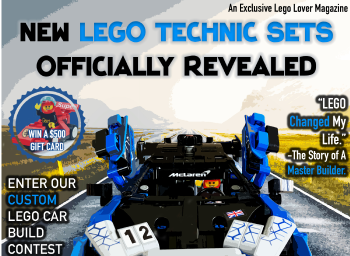 An Exclusive Lego Lover Magazine
NEW LEGO TECHNIC SETS
OFFICIALLY REVEALED
Super
WIN A $500
GIFT CARD
"LEGO
Changed My
Life."
-The Story of A
Master Builder.
McLaren
ENTER OUR
CUSTOM
LEGO CAR
BUILD
CONTEST
12